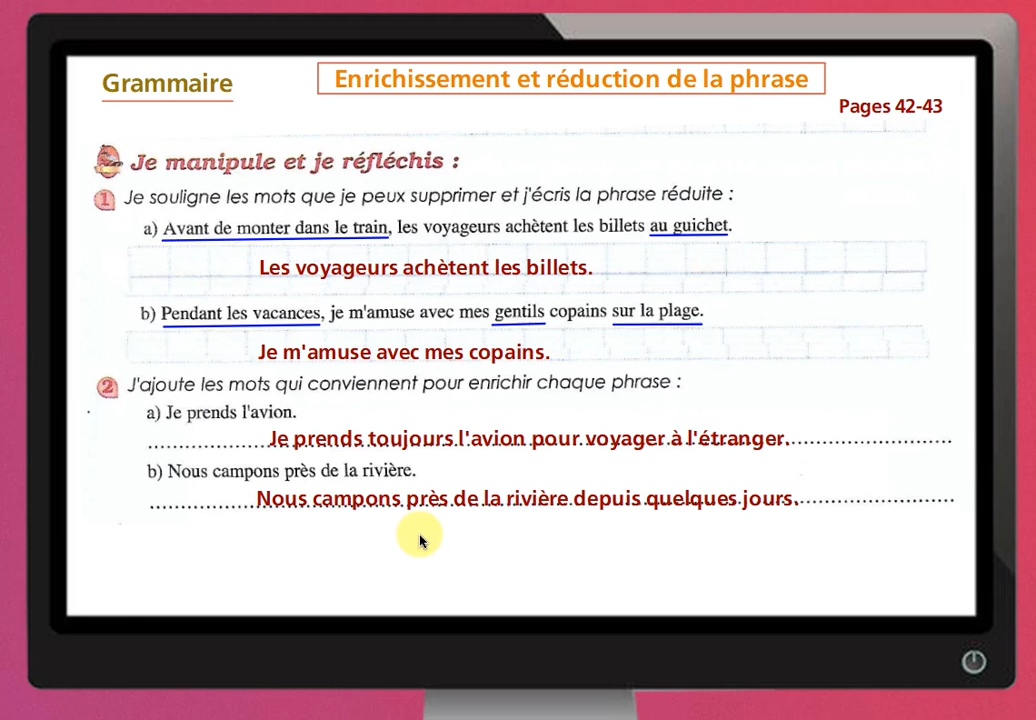 Grammaire
Enrichissement et réduction de la phrase
Pages 42-43
Je manipule et je réfléchis :
1 Je souligne les mots que je peux supprimer et j'écris la phrase réduite :
a) Avant de monter dans le train, les voyageurs achètent les billets au guichet.
Les voyageurs achètent les billets.
b) Pendant les vacances, je m'amuse avec mes gentils copains sur la plage.
Je m'amuse avec mes copains.
2 J'ajoute les mots qui conviennent pour enrichir chaque phrase :
a) Je prends l'avion.
Je prends toujours l'avion pour voyager à l'étranger.
b) Nous campons près de la rivière.
Nous campons près de la rivière depuis quelques jours.